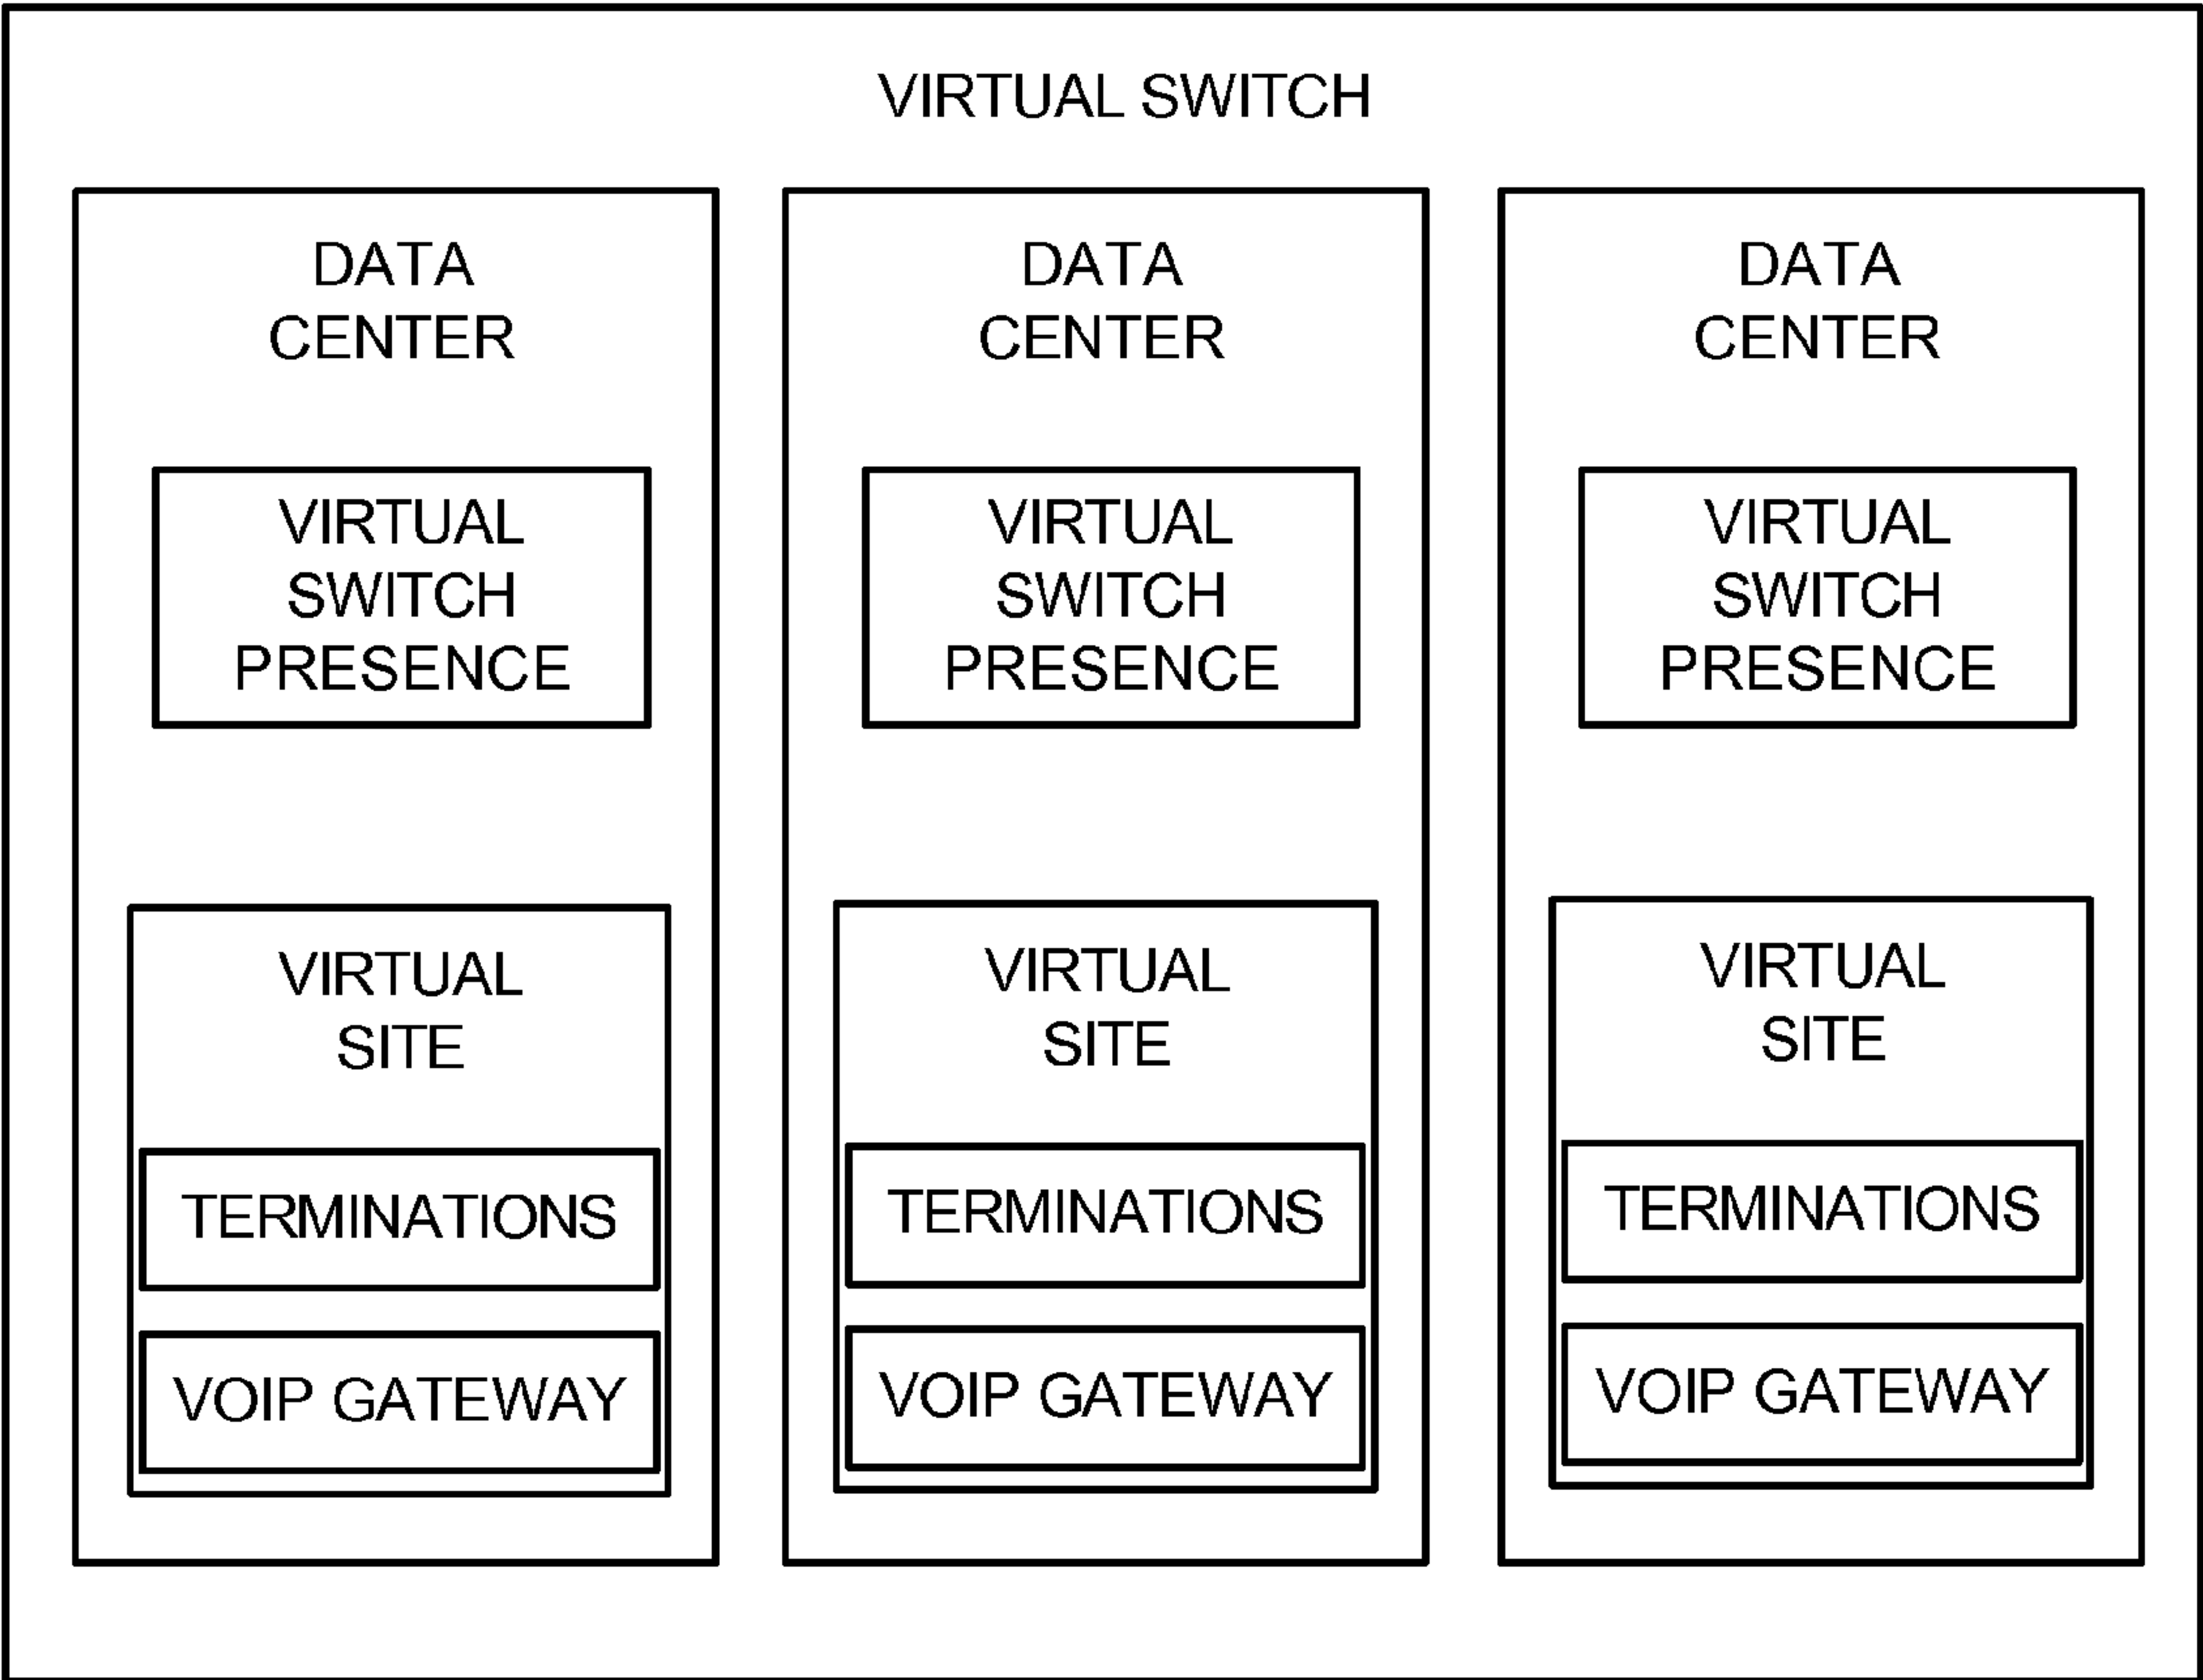 VIRTUAL SWITCH
DATA
CENTER
VIRTUAL
SWITCH
PRESENCE
VIRTUAL
SITE
TERMINATIONS
VOIP GATEWAY
DATA
CENTER
VIRTUAL
SWITCH
PRESENCE
VIRTUAL
SITE
TERMINATIONS
VOIP GATEWAY
DATA
CENTER
VIRTUAL
SWITCH
PRESENCE
VIRTUAL
SITE
TERMINATIONS
VOIP GATEWAY